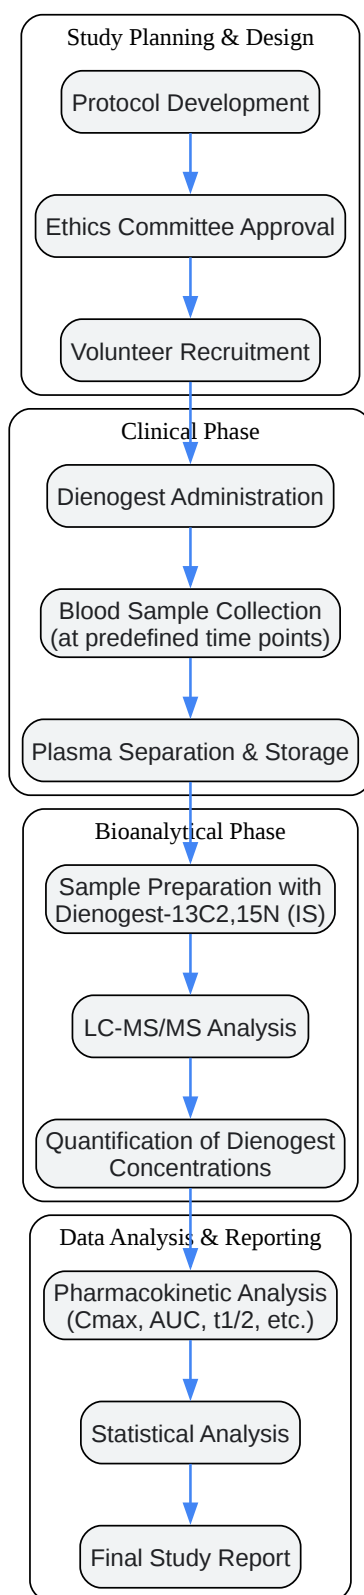 Study Planning & Design
Protocol Development
Ethics Committee Approval
Volunteer Recruitment
Clinical Phase
Dienogest Administration
Blood Sample Collection
(at predefined time points)
Plasma Separation & Storage
Bioanalytical Phase
Sample Preparation with
Dienogest-13C2,15N (IS)
LC-MS/MS Analysis
Quantification of Dienogest
Concentrations
Data Analysis & Reporting
Pharmacokinetic Analysis
(Cmax, AUC, t1/2, etc.)
Statistical Analysis
Final Study Report